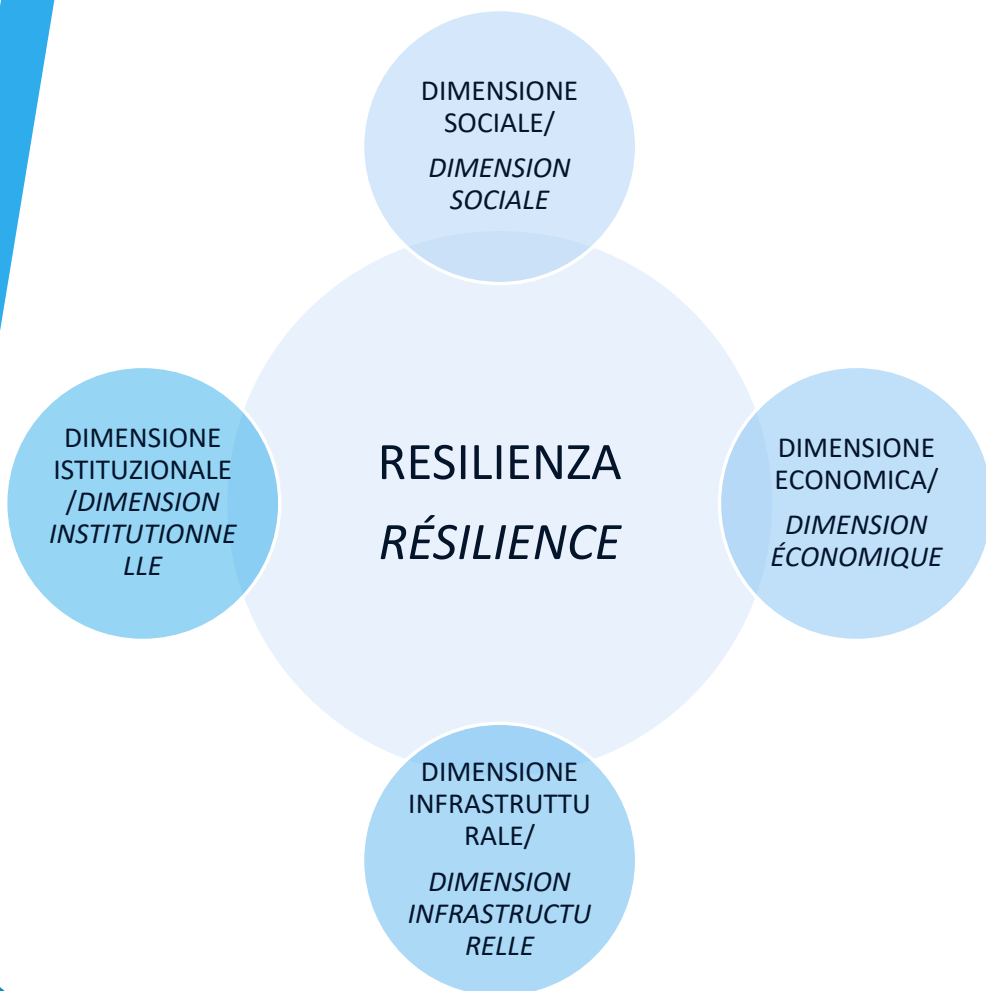 DIMENSIONE
SOCIALE/
DIMENSION
SOCIALE
DIMENSIONE
ISTITUZIONALE
/DIMENSION
INSTITUTIONNE
LLE
RESILIENZA
RÉSILIENCE
DIMENSIONE
ECONOMICA/
DIMENSION
ÉCONOMIQUE
DIMENSIONE
INFRASTRUTTU
RALE/
DIMENSION
INFRASTRUCTU
RELLE